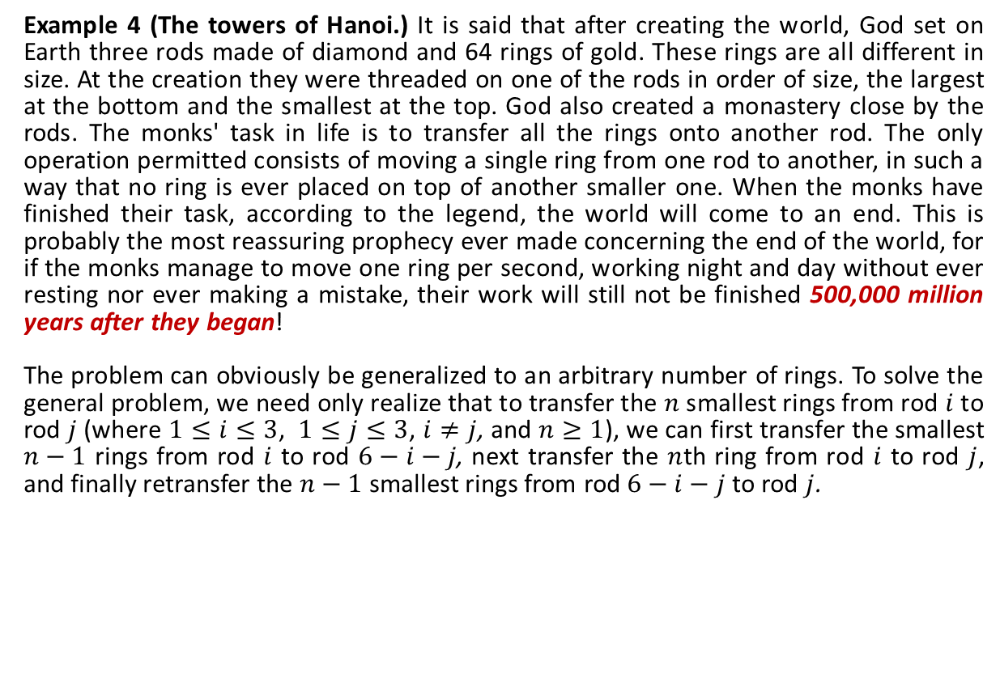 Example 4 (The towers of Hanoi.) It is said that after creating the world, God set on
Earth three rods made of diamond and 64 rings of gold. These rings are all different in
size. At the creation they were threaded on one of the rods in order of size, the largest
at the bottom and the smallest at the top. God also created a monastery close by the
rods. The monks' task in life is to transfer all the rings onto another rod. The only
operation permitted consists of moving a single ring from one rod to another, in such a
way that no ring is ever placed on top of another smaller one. When the monks have
finished their task, according to the legend, the world will come to an end. This is
probably the most reassuring prophecy ever made concerning the end of the world, for
if the monks manage to move one ring per second, working night and day without ever
resting nor ever making a mistake, their work will still not be finished 500,000 million
years after they began!
The problem can obviously be generalized to an arbitrary number of rings. To solve the
general problem, we need only realize that to transfer the n smallest rings from rod i to
rod j (where 1 ≤ i ≤ 3, 1 ≤ j ≤ 3, i ≠ j, and n ≥ 1), we can first transfer the smallest
n − 1 rings from rod i to rod 6 − i − j, next transfer the nth ring from rod i to rod j,
and finally retransfer the n − 1 smallest rings from rod 6 − i − j to rod j.